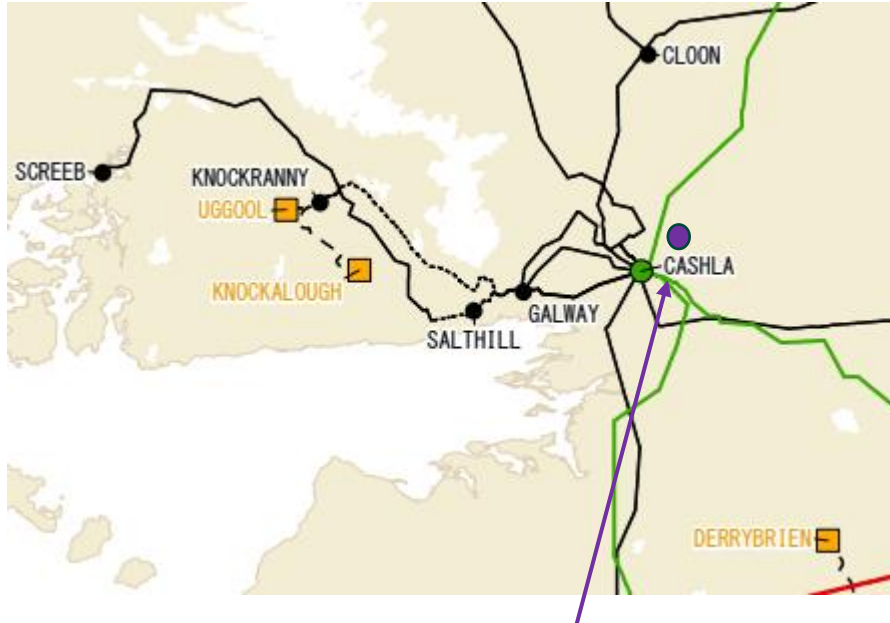 CLOON
SCREEB
KNOCKRANNY
UGGOOL
CASHLA
KNOCKALOUGH
GALWAY
SALTHILL
DERRYBRIEN